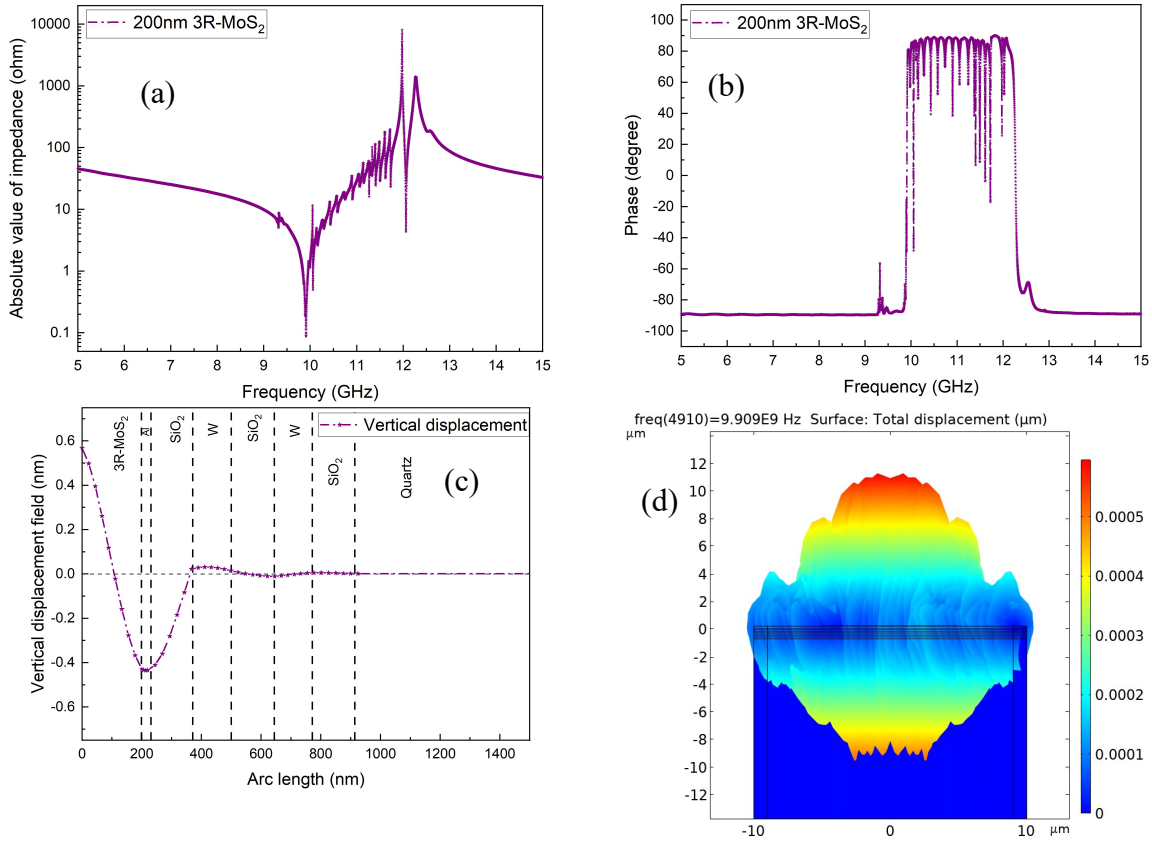 200nm 3R-MoS₂
(a)
Absolute value of impedance (ohm)
10000
1000
100
10
1
0.1
5 6 7 8 9 10 11 12 13 14 15
Frequency (GHz)
200nm 3R-MoS₂
(b)
Phase (degree)
100
80
60
40
20
0
-20
-40
-60
-80
-100
5 6 7 8 9 10 11 12 13 14 15
Frequency (GHz)
Vertical displacement
3R-MoS₂
Al
SiO₂
W
SiO₂
W
SiO₂
Quartz
(c)
Vertical displacement field (nm)
0.6
0.4
0.2
0.0
-0.2
-0.4
-0.6
0 200 400 600 800 1000 1200 1400
Arc length (nm)
freq(4910)=9.909E9 Hz Surface: Total displacement (µm)
µm
(d)
12
10
8
6
4
2
0
-2
-4
-6
-8
-10
-12
-10 0 10 µm
0.0005
0.0004
0.0003
0.0002
0.0001
0